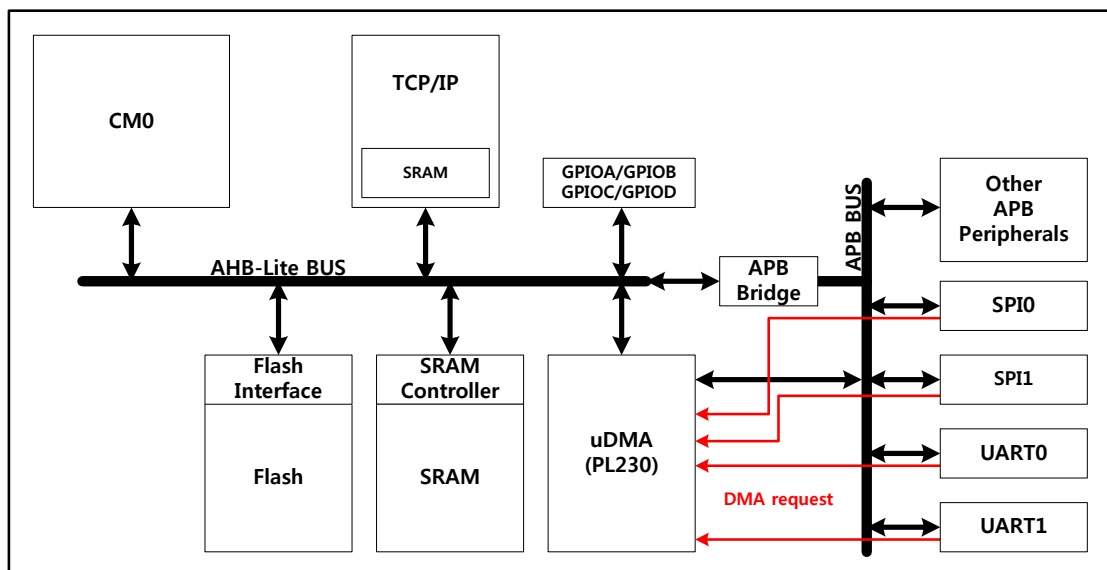 CM0
TCP/IP
SRAM
GPIOA/GPIOB
GPIOC/GPIOD
AHB-Lite BUS
APB
Bridge
APB BUS
Other
APB
Peripherals
SPI0
SPI1
UART0
UART1
Flash
Interface
Flash
SRAM
Controller
SRAM
uDMA
(PL230)
DMA request